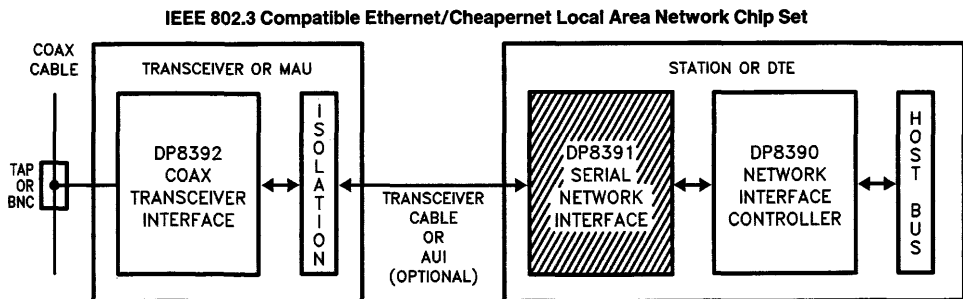 IEEE 802.3 Compatible Ethernet/Cheapernet Local Area Network Chip Set
COAX
CABLE
TRANSCEIVER OR MAU
STATION OR DTE
TAP
OR
BNC
DP8392
COAX
TRANSCEIVER
INTERFACE
I
S
O
L
A
T
I
O
N
TRANSCEIVER
CABLE
OR
AUI
(OPTIONAL)
DP8391
SERIAL
NETWORK
INTERFACE
DP8390
NETWORK
INTERFACE
CONTROLLER
H
O
S
T
B
U
S